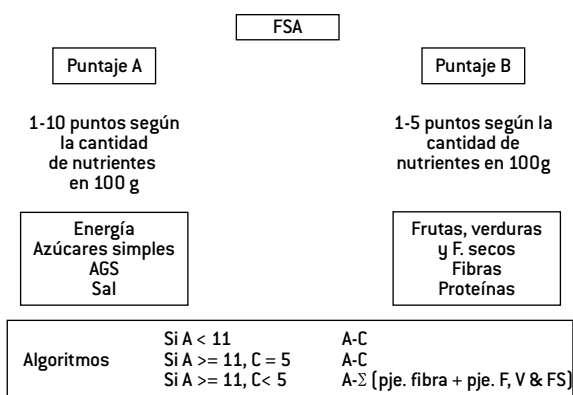 FSA
Puntaje A
Puntaje B
1-10 puntos según
la cantidad
de nutrientes
en 100 g
1-5 puntos según la
cantidad de
nutrientes en 100g
Energía
Azúcares simples
AGS
Sal
Frutas, verduras
y F. secos
Fibras
Proteínas
Algoritmos
Si A < 11 A-C
Si A >= 11, C = 5 A-C
Si A >= 11, C< 5 A-Σ (pje. fibra + pje. F, V & FS)